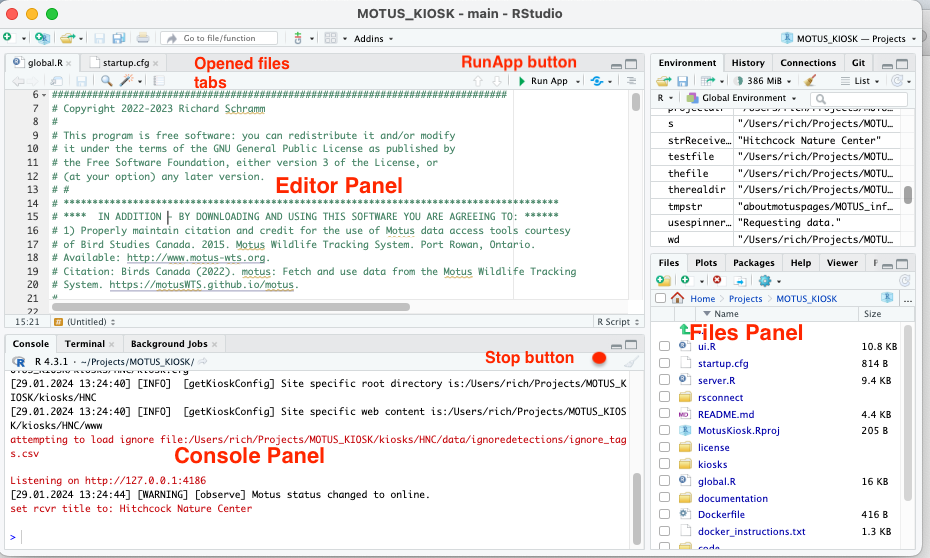 MOTUS_KIOSK - main - RStudio
Go to file/function
Addins
MOTUS_KIOSK — Projects
global.R
startup.cfg
Opened files
tabs
RunApp button
Run App
6 ###############################################################################
7 # Copyright 2022-2023 Richard Schramm
8 #
9 # This program is free software: you can redistribute it and/or modify
10 # it under the terms of the GNU General Public License as published by
11 # the Free Software Foundation, either version 3 of the License, or
12 # (at your option) any later version.
13 # #
Editor Panel
14 # ****************************************************************************************
15 # **** IN ADDITION - BY DOWNLOADING AND USING THIS SOFTWARE YOU ARE AGREEING TO: ******
16 # 1) Properly maintain citation and credit for the use of Motus data access tools courtesy
17 # of Bird Studies Canada. 2015. Motus Wildlife Tracking System. Port Rowan, Ontario.
18 # Available: http://www.motus-wts.org.
19 # Citation: Birds Canada (2022). motus: Fetch and use data from the Motus Wildlife Tracking
20 # System. https://motusWTS.github.io/motus.
21 #
22
15:21
(Untitled)
R Script
Console
Terminal
Background Jobs
R 4.3.1 · ~/Projects/MOTUS_KIOSK/
Stop button
[29.01.2024 13:24:40] [INFO] [getKioskConfig] Site specific root directory is:/Users/rich/Projects/MOTUS_K
IOSK/kiosks/HNC
[29.01.2024 13:24:40] [INFO] [getKioskConfig] Site specific web content is:/Users/rich/Projects/MOTUS_KIOS
K/kiosks/HNC/www
attempting to load ignore file:/Users/rich/Projects/MOTUS_KIOSK/kiosks/HNC/data/ignoredetections/ignore_tag
s.csv
Console Panel
Listening on http://127.0.0.1:4186
[29.01.2024 13:24:44] [WARNING] [observe] Motus status changed to online.
set rcvr title to: Hitchcock Nature Center
>
Environment
History
Connections
Git
386 MiB
List
R
Global Environment
projectdir "/Users/rich/Projects/MOTU…
s "/Users/rich/Projects/MOTU…
strReceive… "Hitchcock Nature Center"
testfile "/Users/rich/Projects/MOTU…
thefile "/Users/rich/Projects/MOTU…
therealdir "/Users/rich/Projects/MOTU…
tmpstr "aboutmotuspages/MOTUS_inf…
usespinner… "Requesting data."
wd "/Users/rich/Projects/MOTU…
Files
Plots
Packages
Help
Viewer
Home
Projects
MOTUS_KIOSK
...
Name
Size
Files Panel
ui.R 10.8 KB
startup.cfg 814 B
server.R 9.4 KB
rsconnect
README.md 4.4 KB
MotusKiosk.Rproj 205 B
license
kiosks
global.R 16 KB
documentation
Dockerfile 416 B
docker_instructions.txt 1.3 KB
code